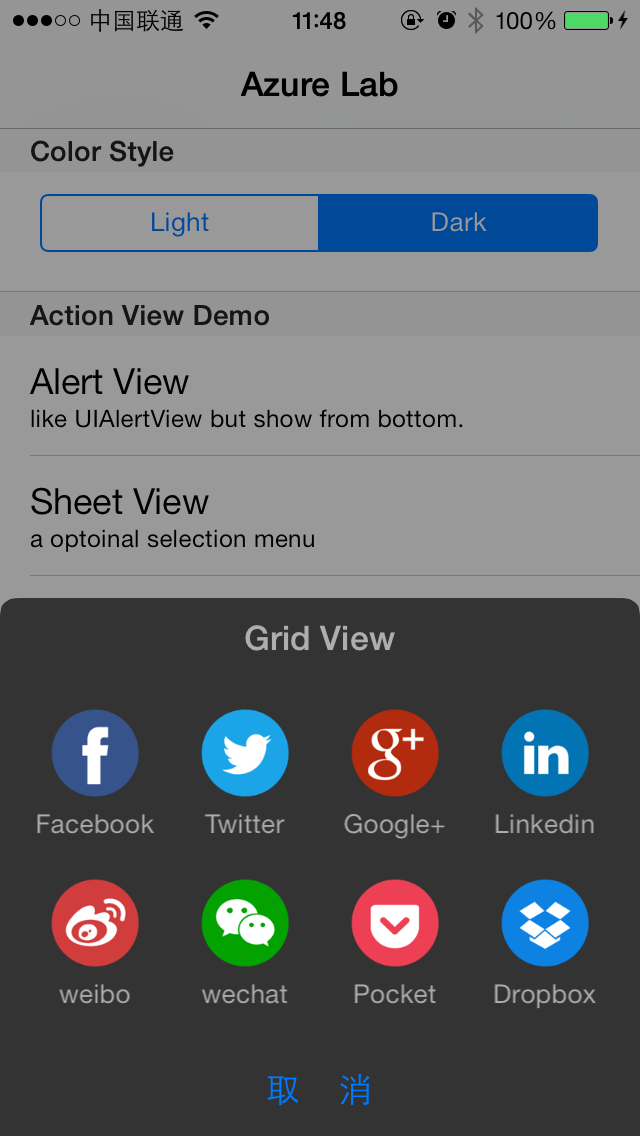 中国联通 11:48 100%
Azure Lab
Color Style
Light Dark
Action View Demo
Alert View
like UIAlertView but show from bottom.
Sheet View
a optoinal selection menu
Grid View
Facebook Twitter Google+ Linkedin
weibo wechat Pocket Dropbox
取 消